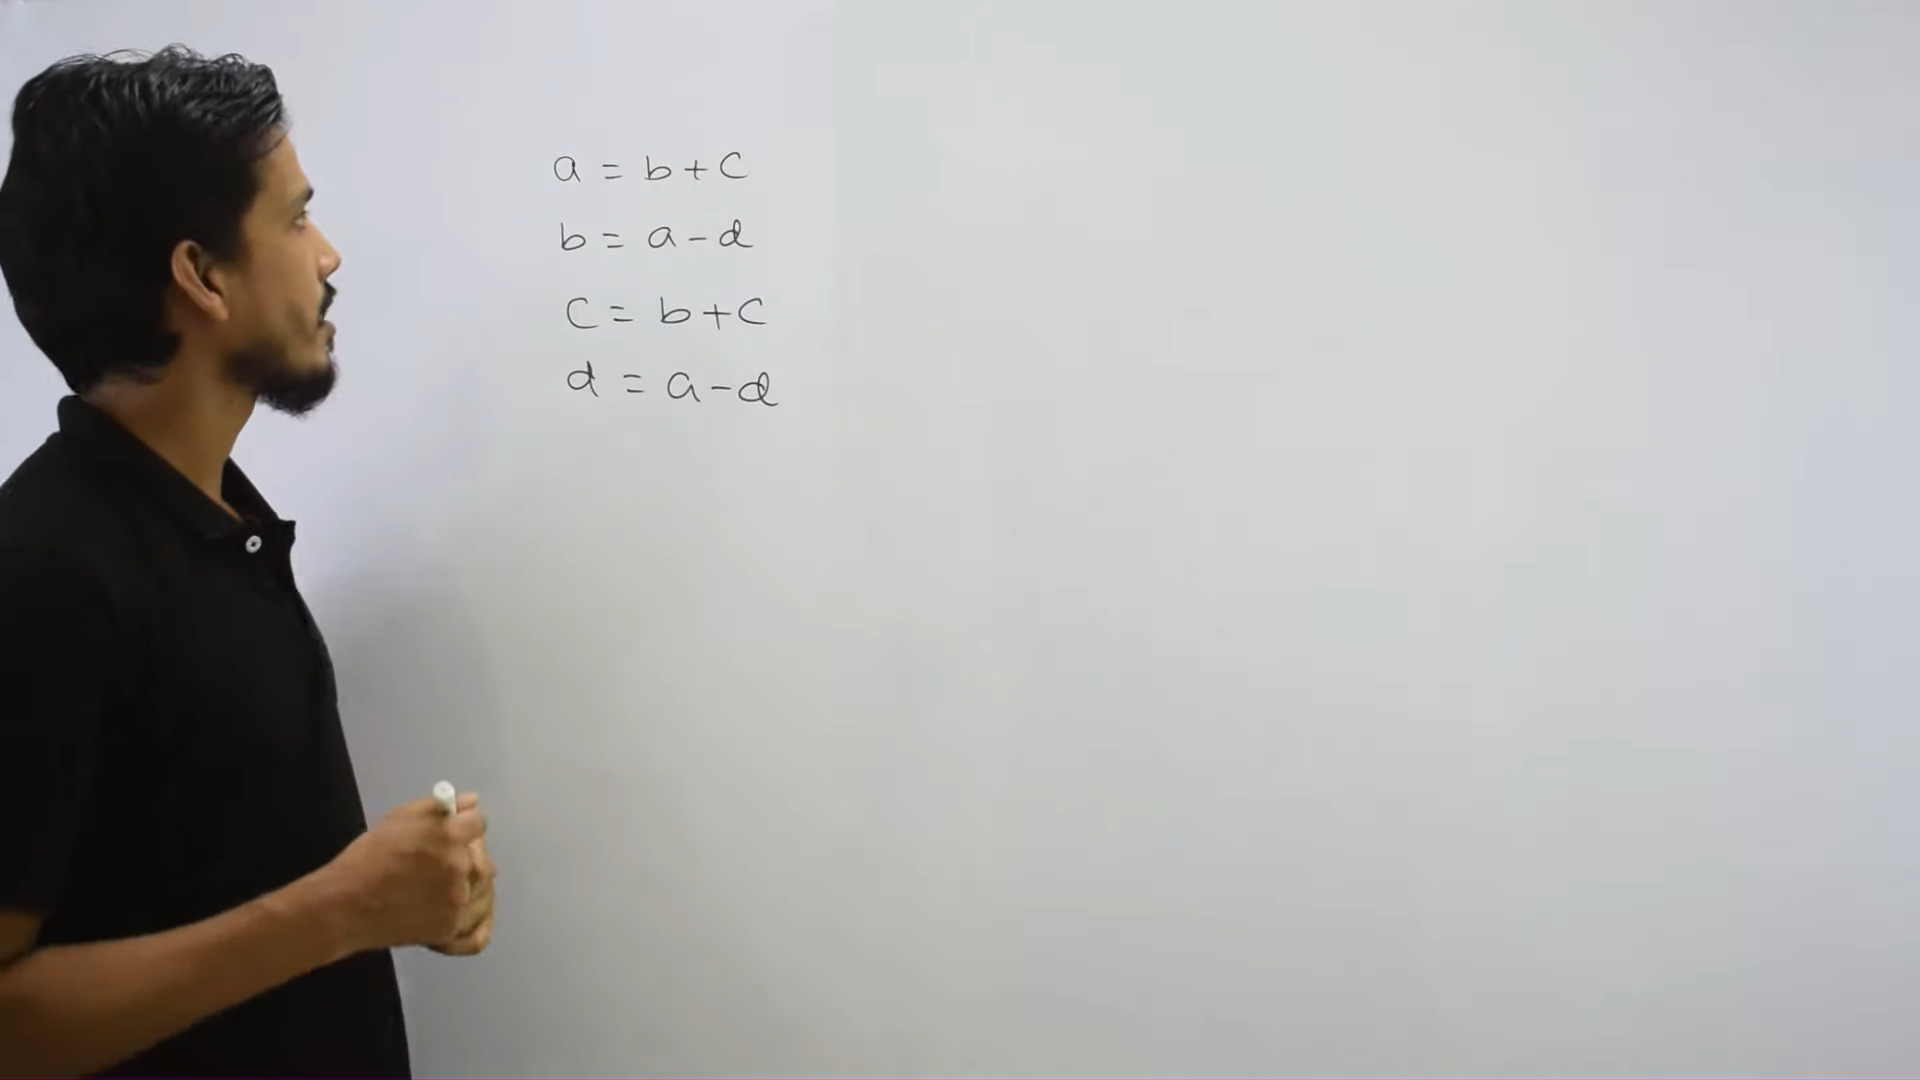 a = b + c
b = a - d
c = b + c
d = a - d